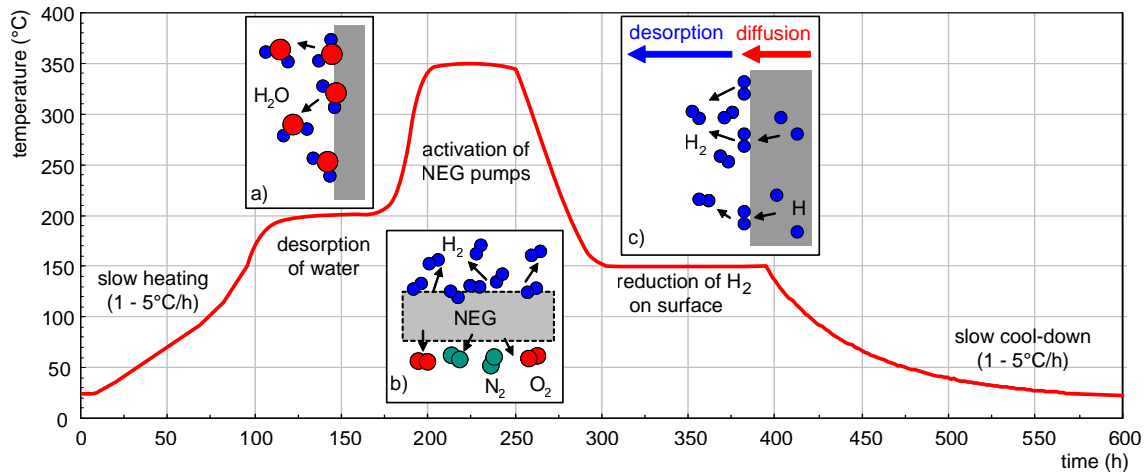 temperature (°C)
400
350
300
250
200
150
100
50
0
0
50
100
150
200
250
300
350
400
450
500
550
600
time (h)
slow heating
(1 - 5°C/h)
desorption
of water
activation of
NEG pumps
reduction of H2
on surface
slow cool-down
(1 - 5°C/h)
H2O
a)
H2
NEG
N2
O2
b)
desorption
diffusion
H2
H
c)